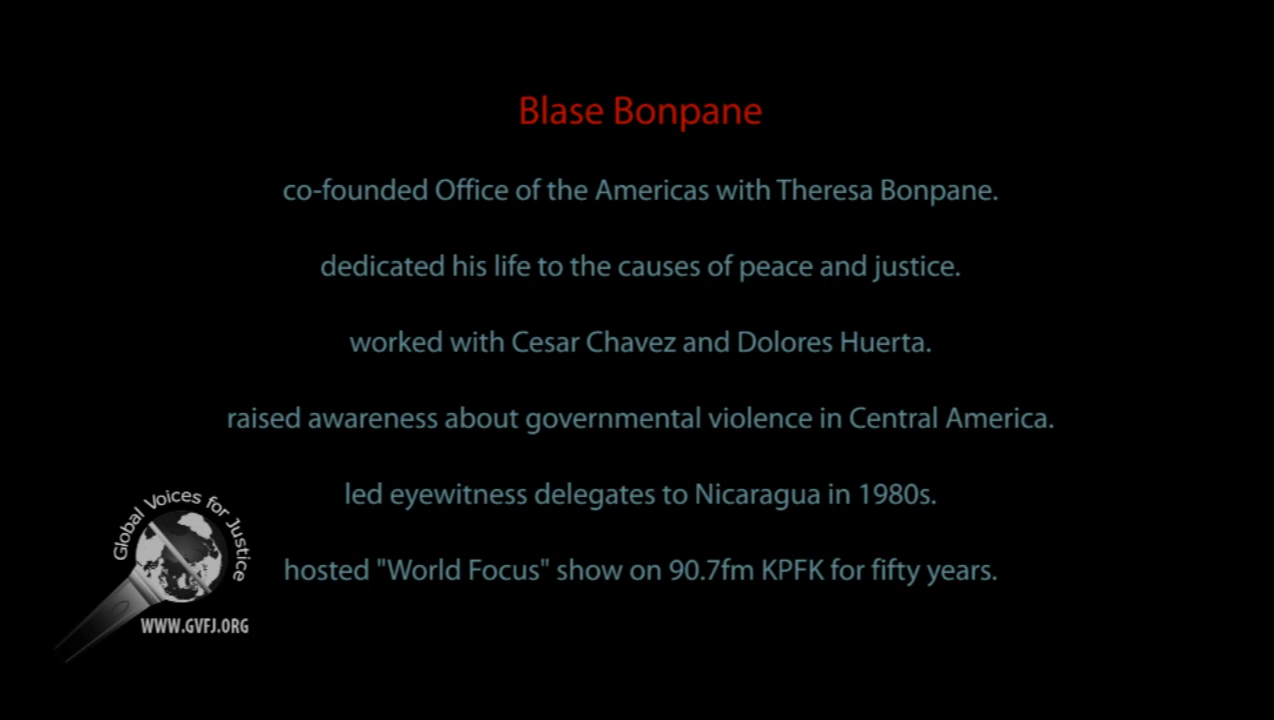 Blase Bonpane
co-founded Office of the Americas with Theresa Bonpane.
dedicated his life to the causes of peace and justice.
worked with Cesar Chavez and Dolores Huerta.
raised awareness about governmental violence in Central America.
led eyewitness delegates to Nicaragua in 1980s.
hosted "World Focus" show on 90.7fm KPFK for fifty years.
Global Voices for Justice
WWW.GVFJ.ORG